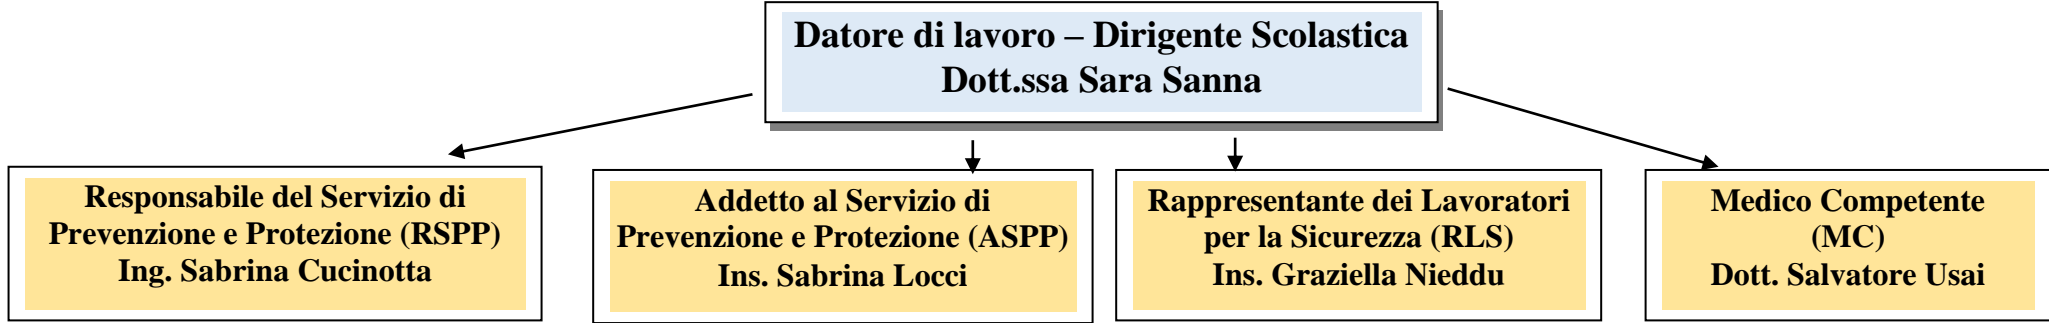 Datore di lavoro – Dirigente Scolastica
Dott.ssa Sara Sanna
Responsabile del Servizio di
Prevenzione e Protezione (RSPP)
Ing. Sabrina Cucinotta
Addetto al Servizio di
Prevenzione e Protezione (ASPP)
Ins. Sabrina Locci
Rappresentante dei Lavoratori
per la Sicurezza (RLS)
Ins. Graziella Nieddu
Medico Competente
(MC)
Dott. Salvatore Usai